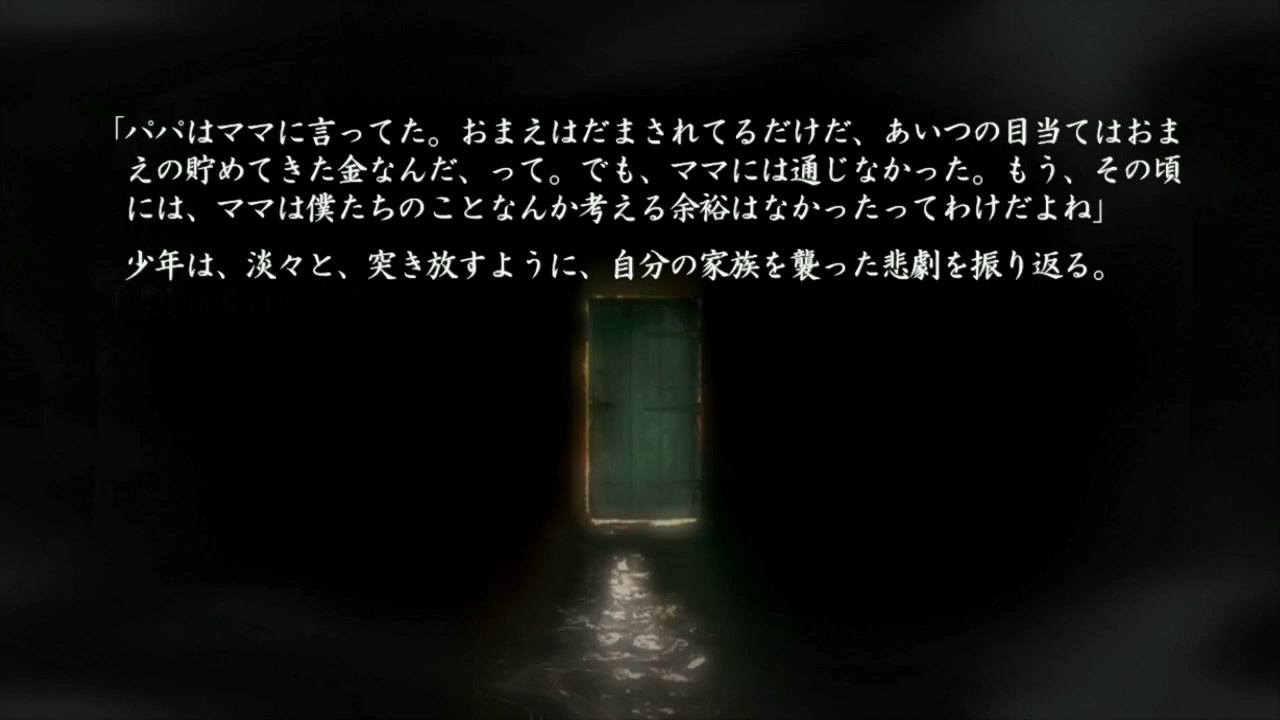 「パパはママに言ってた。おまえはだまされてるだけだ、あいつの目当てはおま
えの貯めてきた金なんだ、って。でも、ママには通じなかった。もう、その頃
には、ママは僕たちのことなんか考える余裕はなかったってわけだよね」
少年は、淡々と、突き放すように、自分の家族を襲った悲劇を振り返る。